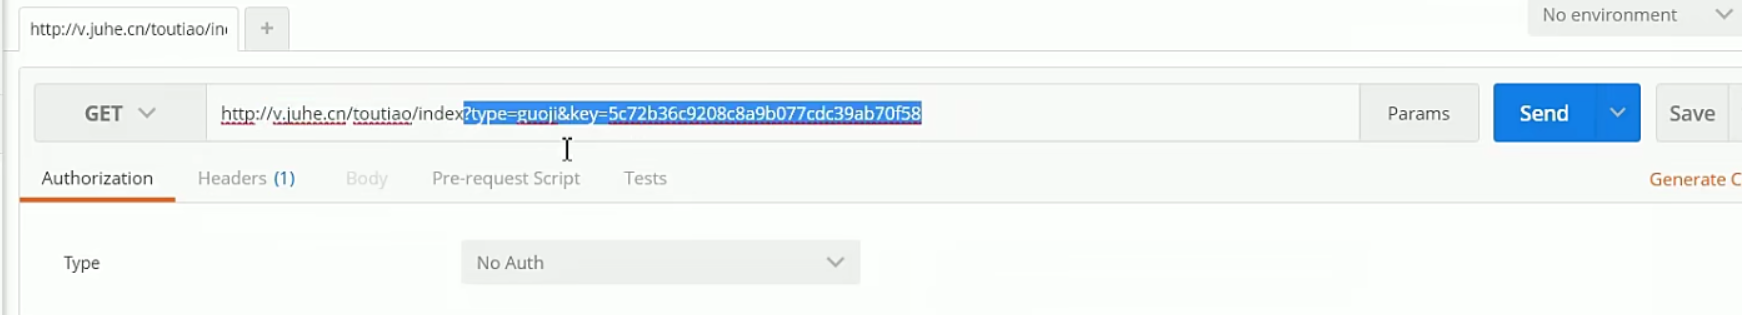 http://v.juhe.cn/toutiao/in
+
No environment
GET
http://v.juhe.cn/toutiao/index?type=guoji&key=5c72b36c9208c8a9b077cdc39ab70f58
Params
Send
Save
Authorization
Headers (1)
Body
Pre-request Script
Tests
Generate C
Type
No Auth